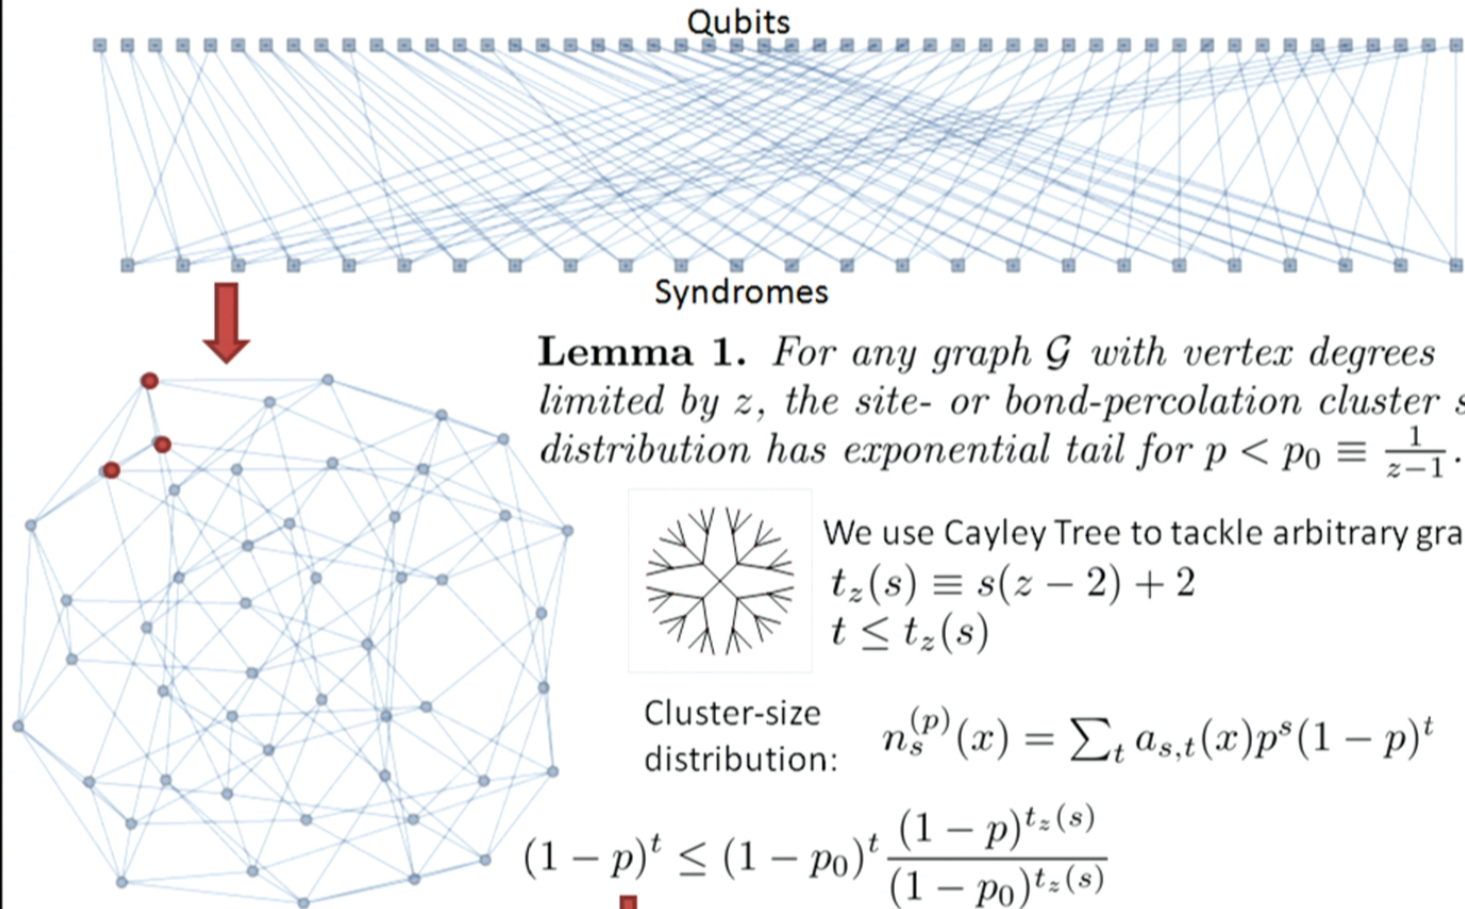 Qubits
Syndromes
Lemma 1. For any graph 𝒢 with vertex degrees
limited by z, the site- or bond-percolation cluster
distribution has exponential tail for p < p₀ ≡ 1/(z−1).
We use Cayley Tree to tackle arbitrary
t_z(s) ≡ s(z − 2) + 2
t ≤ t_z(s)
Cluster-size
distribution:
n_s^(p)(x) = ∑_t a_{s,t}(x)p^s(1 − p)^t
(1 − p)^t ≤ (1 − p₀)^t (1 − p)^{t_z(s)} / (1 − p₀)^{t_z(s)}